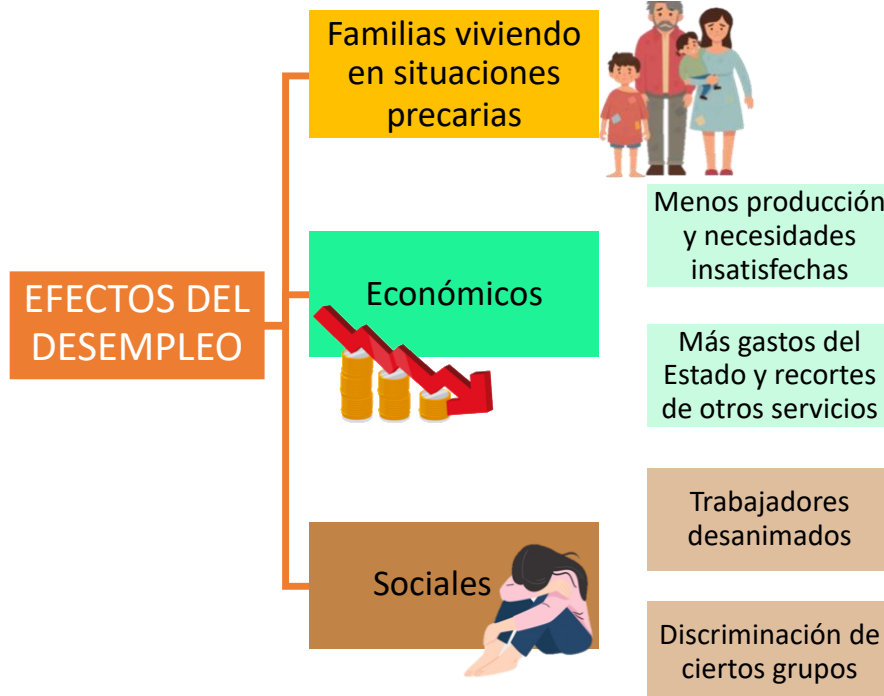 EFECTOS DEL
DESEMPLEO
Familias viviendo
en situaciones
precarias
Económicos
Menos producción
y necesidades
insatisfechas
Más gastos del
Estado y recortes
de otros servicios
Sociales
Trabajadores
desanimados
Discriminación de
ciertos grupos